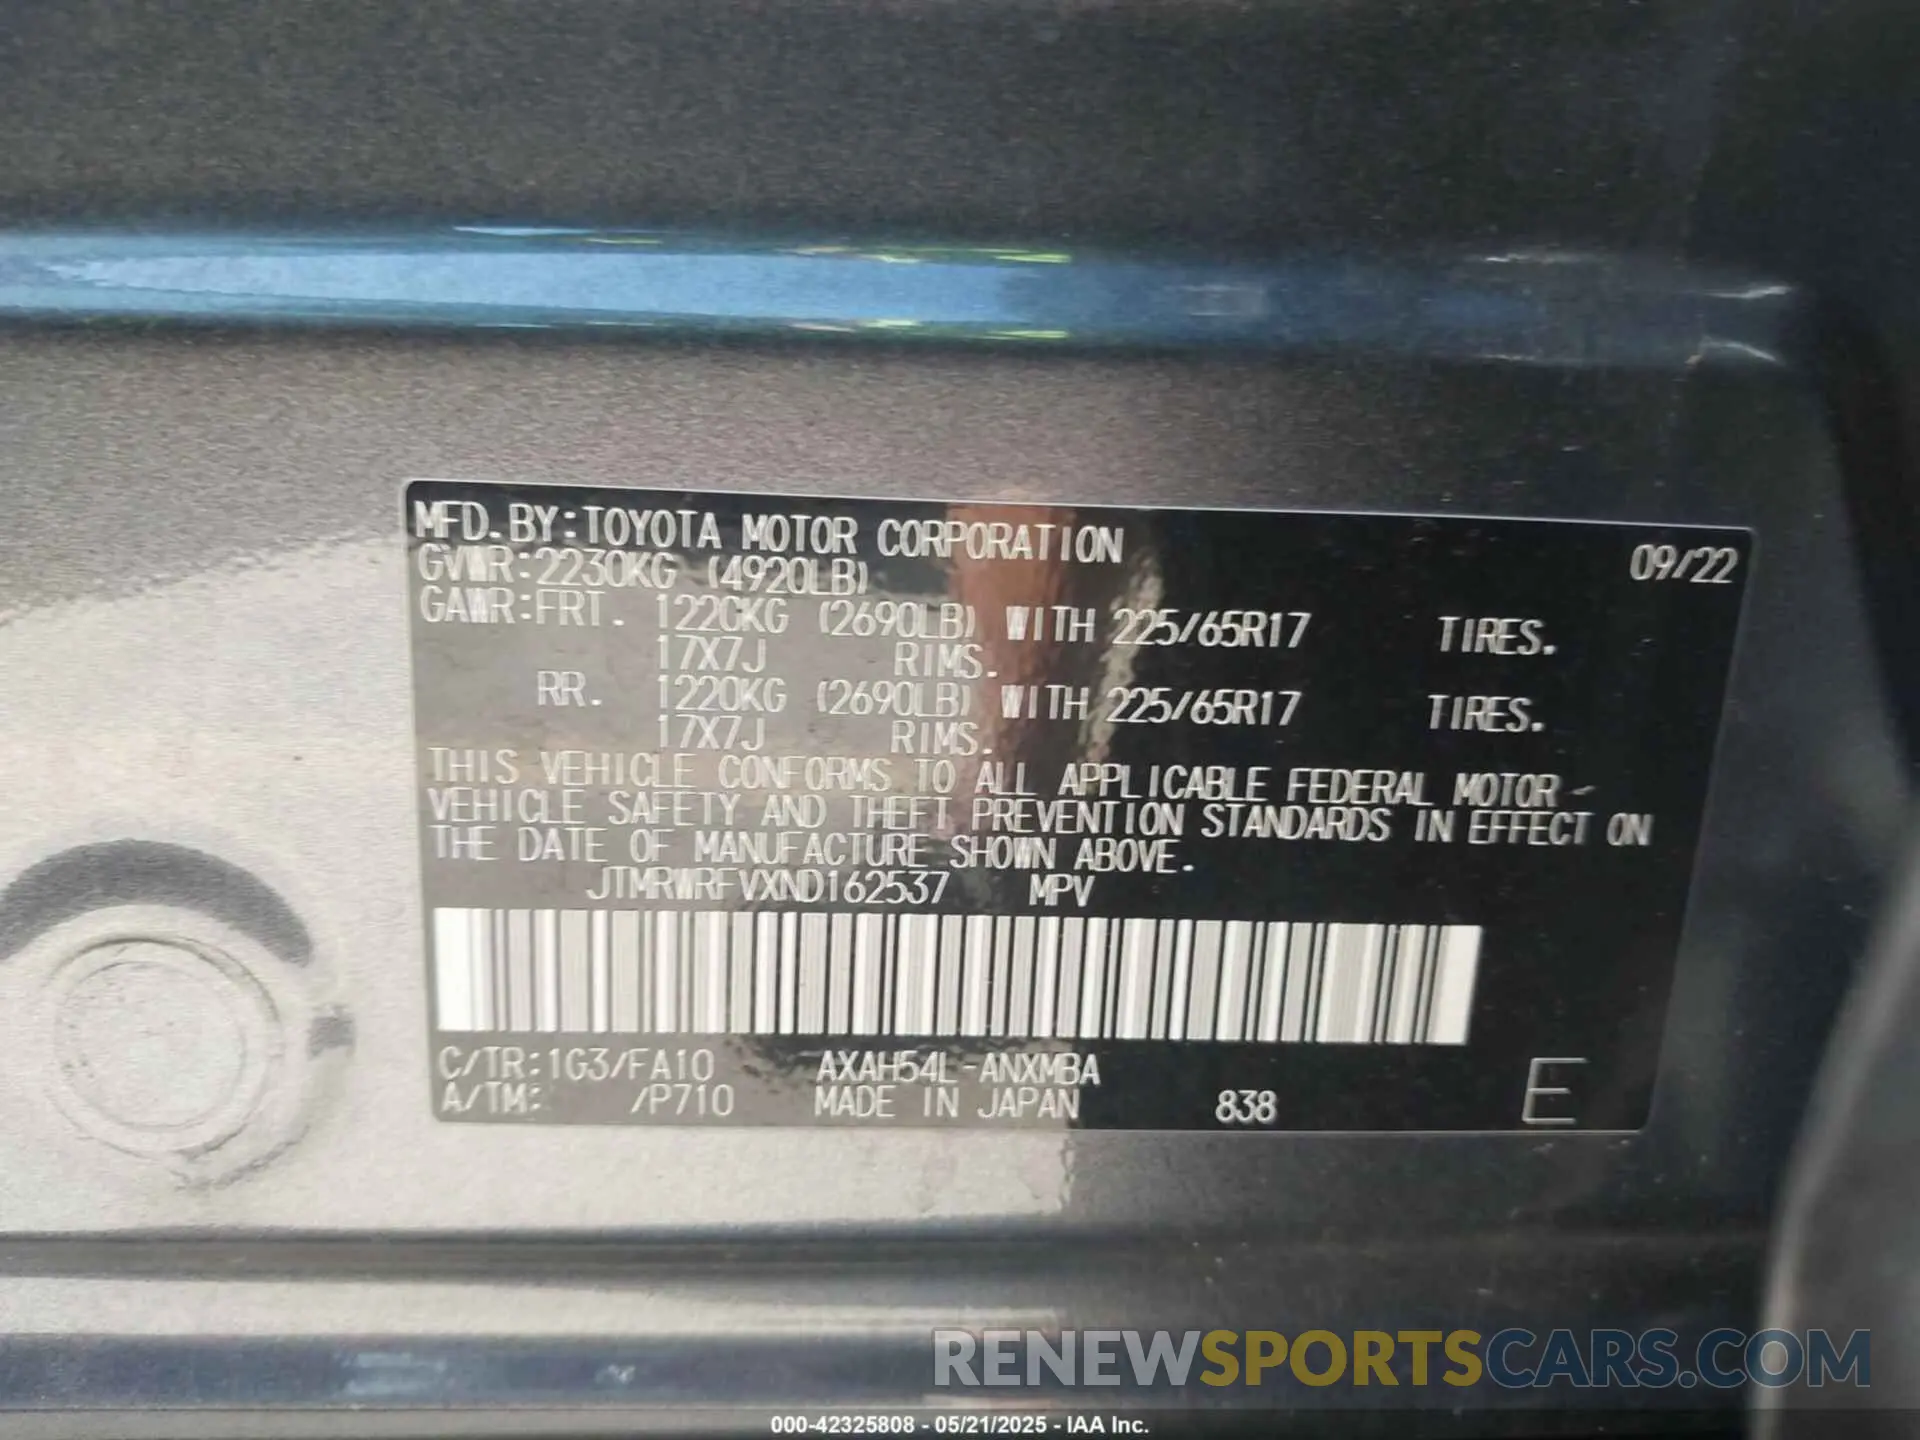 MFD.BY:TOYOTA MOTOR CORPORATION 09/22
GVWR:2230KG (4920LB)
GAWR:FRT. 1220KG (2690LB) WITH 225/65R17 TIRES.
17X7J RIMS.
RR. 1220KG (2690LB) WITH 225/65R17 TIRES.
17X7J RIMS.
THIS VEHICLE CONFORMS TO ALL APPLICABLE FEDERAL MOTOR
VEHICLE SAFETY AND THEFT PREVENTION STANDARDS IN EFFECT ON
THE DATE OF MANUFACTURE SHOWN ABOVE.
JTMRWRFVXND162537 MPV
C/TR:1G3/FA10 AXAH54L-ANXMBA
A/TM: /P710 MADE IN JAPAN 838 E
RENEWSPORTSCARS.COM
000-42325808 - 05/21/2025 - IAA Inc.